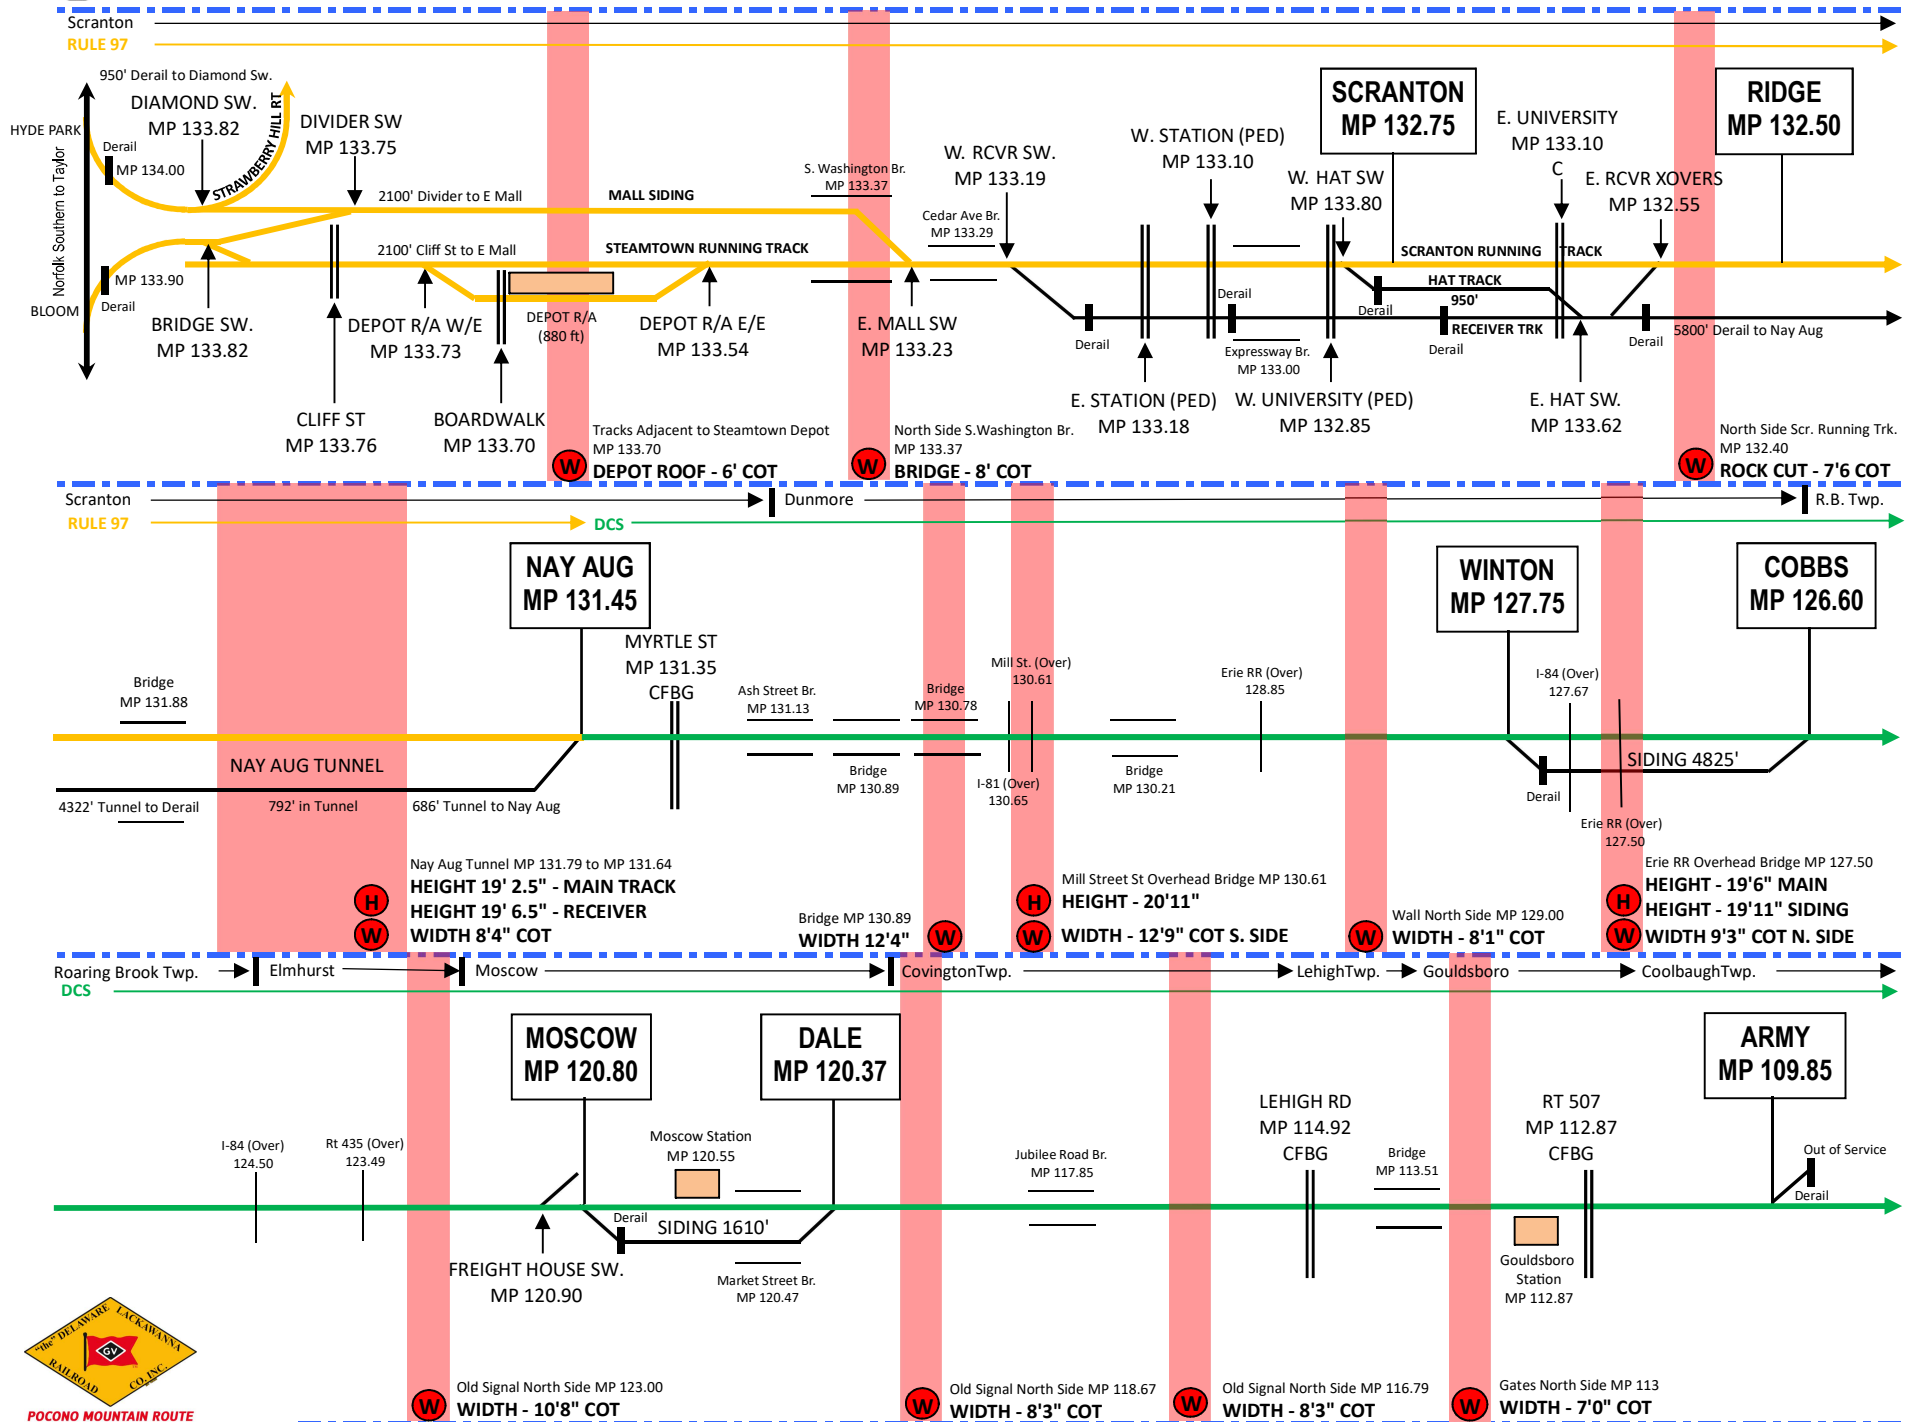 Scranton
RULE 97
950' Derail to Diamond Sw.
DIAMOND SW.
MP 133.82
STRAWBERRY HILL RT
DIVIDER SW
MP 133.75
HYDE PARK
Derail
MP 134.00
Norfolk Southern to Taylor
2100' Divider to E Mall
MALL SIDING
S. Washington Br.
MP 133.37
W. RCVR SW.
MP 133.19
Cedar Ave Br.
MP 133.29
W. STATION (PED)
MP 133.10
SCRANTON
MP 132.75
W. HAT SW
MP 133.80
E. UNIVERSITY
MP 133.10
C
E. RCVR XOVERS
MP 132.55
RIDGE
MP 132.50
2100' Cliff St to E Mall
STEAMTOWN RUNNING TRACK
SCRANTON RUNNING TRACK
MP 133.90
Derail
BLOOM
HAT TRACK
950'
Derail
Derail
RECEIVER TRK
5800' Derail to Nay Aug
BRIDGE SW.
MP 133.82
DEPOT R/A W/E
MP 133.73
DEPOT R/A
(880 ft)
DEPOT R/A E/E
MP 133.54
E. MALL SW
MP 133.23
Derail
Expressway Br.
MP 133.00
Derail
Derail
CLIFF ST
MP 133.76
BOARDWALK
MP 133.70
E. STATION (PED)
MP 133.18
W. UNIVERSITY (PED)
MP 132.85
E. HAT SW.
MP 133.62
Tracks Adjacent to Steamtown Depot
MP 133.70
W DEPOT ROOF - 6' COT
North Side S.Washington Br.
MP 133.37
W BRIDGE - 8' COT
North Side Scr. Running Trk.
MP 132.40
W ROCK CUT - 7'6 COT
Scranton
Dunmore
R.B. Twp.
RULE 97
DCS
NAY AUG
MP 131.45
WINTON
MP 127.75
COBBS
MP 126.60
MYRTLE ST
MP 131.35
CFBG
Bridge
MP 131.88
Ash Street Br.
MP 131.13
Bridge
MP 130.78
Mill St. (Over)
130.61
Erie RR (Over)
128.85
I-84 (Over)
127.67
NAY AUG TUNNEL
SIDING 4825'
4322' Tunnel to Derail
792' in Tunnel
686' Tunnel to Nay Aug
Bridge
MP 130.89
I-81 (Over)
130.65
Bridge
MP 130.21
Derail
Erie RR (Over)
127.50
Nay Aug Tunnel MP 131.79 to MP 131.64
H HEIGHT 19' 2.5" - MAIN TRACK
HEIGHT 19' 6.5" - RECEIVER
W WIDTH 8'4" COT
Bridge MP 130.89
WIDTH 12'4" W
Mill Street St Overhead Bridge MP 130.61
H HEIGHT - 20'11"
W WIDTH - 12'9" COT S. SIDE
Wall North Side MP 129.00
W WIDTH - 8'1" COT
Erie RR Overhead Bridge MP 127.50
H HEIGHT - 19'6" MAIN
HEIGHT - 19'11" SIDING
W WIDTH 9'3" COT N. SIDE
Roaring Brook Twp.
Elmhurst
Moscow
CovingtonTwp.
LehighTwp.
Gouldsboro
CoolbaughTwp.
DCS
MOSCOW
MP 120.80
DALE
MP 120.37
ARMY
MP 109.85
I-84 (Over)
124.50
Rt 435 (Over)
123.49
Moscow Station
MP 120.55
Jubilee Road Br.
MP 117.85
LEHIGH RD
MP 114.92
CFBG
Bridge
MP 113.51
RT 507
MP 112.87
CFBG
Out of Service
Derail
Derail
SIDING 1610'
FREIGHT HOUSE SW.
MP 120.90
Market Street Br.
MP 120.47
Gouldsboro
Station
MP 112.87
"the" DELAWARE LACKAWANNA
GV
RAILROAD CO. INC.
POCONO MOUNTAIN ROUTE
Old Signal North Side MP 123.00
W WIDTH - 10'8" COT
Old Signal North Side MP 118.67
W WIDTH - 8'3" COT
Old Signal North Side MP 116.79
W WIDTH - 8'3" COT
Gates North Side MP 113
W WIDTH - 7'0" COT